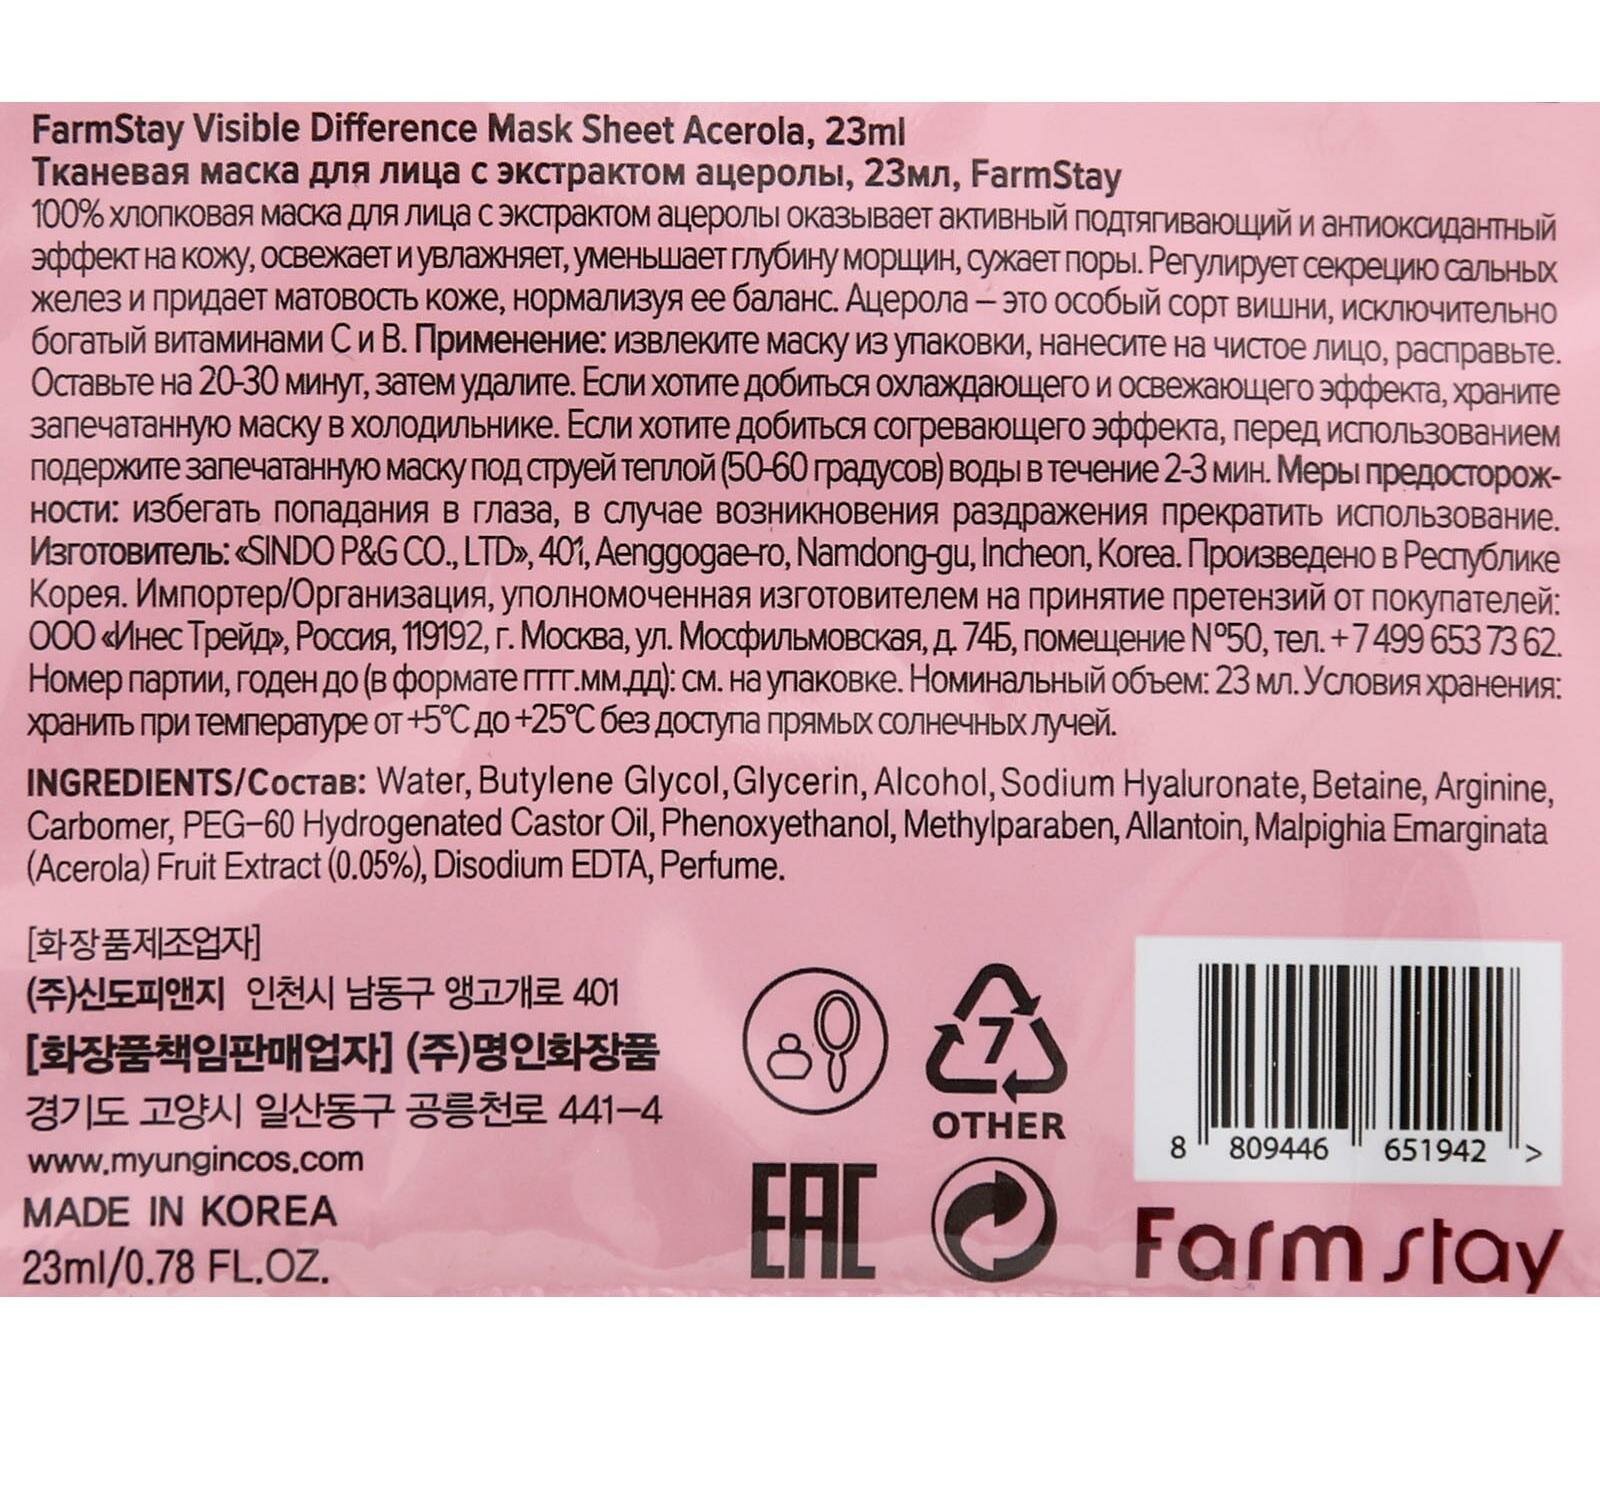 FarmStay Visible Difference Mask Sheet Acerola, 23ml
Тканевая маска для лица с экстрактом ацеролы, 23мл, FarmStay
100% хлопковая маска для лица с экстрактом ацеролы оказывает активный подтягивающий и антиоксидантный
эффект на кожу, освежает и увлажняет, уменьшает глубину морщин, сужает поры. Регулирует секрецию сальных
желез и придает матовость коже, нормализуя ее баланс. Ацерола – это особый сорт вишни, исключительно
богатый витаминами С и В. Применение: извлеките маску из упаковки, нанесите на чистое лицо, расправьте.
Оставьте на 20-30 минут, затем удалите. Если хотите добиться охлаждающего и освежающего эффекта, храните
запечатанную маску в холодильнике. Если хотите добиться согревающего эффекта, перед использованием
подержите запечатанную маску под струей теплой (50-60 градусов) воды в течение 2-3 мин. Меры предосторож-
ности: избегать попадания в глаза, в случае возникновения раздражения прекратить использование.
Изготовитель: «SINDO P&G CO., LTD», 401, Aenggogae-ro, Namdong-gu, Incheon, Korea. Произведено в Республике
Корея. Импортер/Организация, уполномоченная изготовителем на принятие претензий от покупателей:
ООО «Инес Трейд», Россия, 119192, г. Москва, ул. Мосфильмовская, д. 74Б, помещение №50, тел. +7 499 653 73 62.
Номер партии, годен до (в формате гггг.мм.дд): см. на упаковке. Номинальный объем: 23 мл. Условия хранения:
хранить при температуре от +5°С до +25°С без доступа прямых солнечных лучей.
INGREDIENTS/Состав: Water, Butylene Glycol, Glycerin, Alcohol, Sodium Hyaluronate, Betaine, Arginine,
Carbomer, PEG-60 Hydrogenated Castor Oil, Phenoxyethanol, Methylparaben, Allantoin, Malpighia Emarginata
(Acerola) Fruit Extract (0.05%), Disodium EDTA, Perfume.
[화장품제조업자]
(주)신도피앤지 인천시 남동구 앵고개로 401
[화장품책임판매업자] (주)명인화장품
경기도 고양시 일산동구 공릉천로 441-4
www.myungincos.com
MADE IN KOREA
23ml/0.78 FL.OZ.
7
OTHER
EAC
8 809446 651942 >
Farm stay